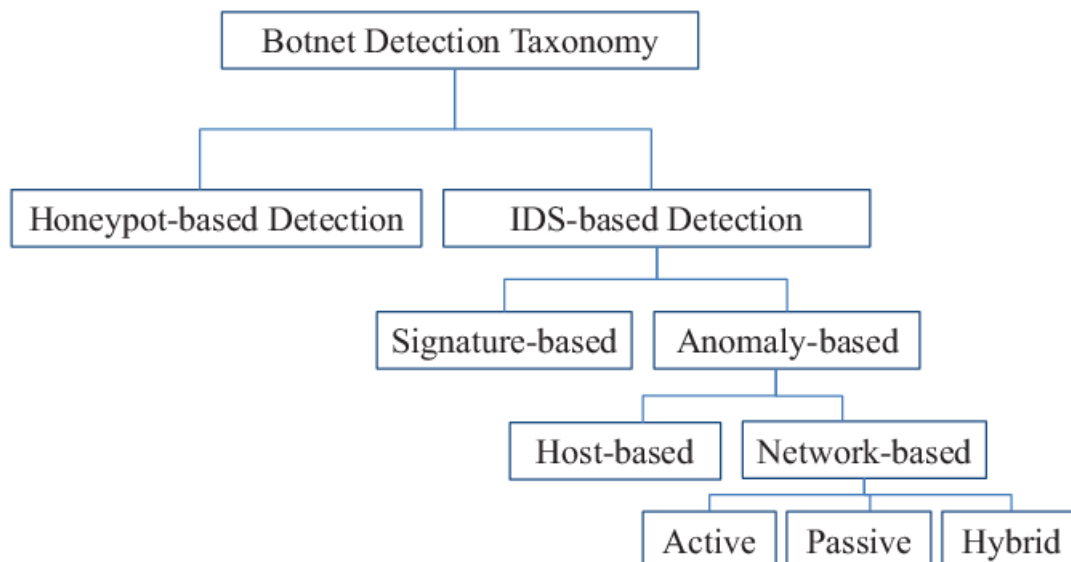 Botnet Detection Taxonomy
Honeypot-based Detection
IDS-based Detection
Signature-based
Anomaly-based
Host-based
Network-based
Active
Passive
Hybrid